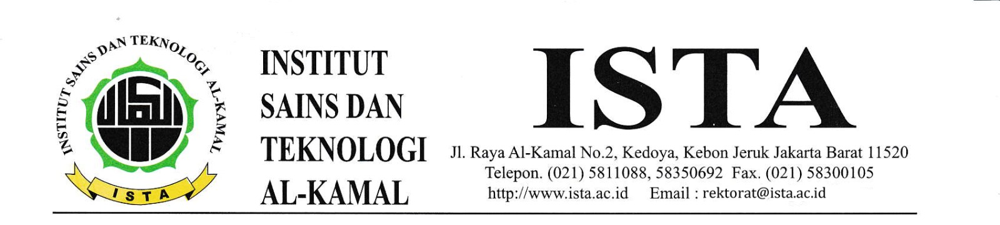 INSTITUT SAINS DAN TEKNOLOGI AL-KAMAL
الكمال
ISTA
INSTITUT
SAINS DAN
TEKNOLOGI
AL-KAMAL
ISTA
Jl. Raya Al-Kamal No.2, Kedoya, Kebon Jeruk Jakarta Barat 11520
Telepon. (021) 5811088, 58350692 Fax. (021) 58300105
http://www.ista.ac.id Email : rektorat@ista.ac.id